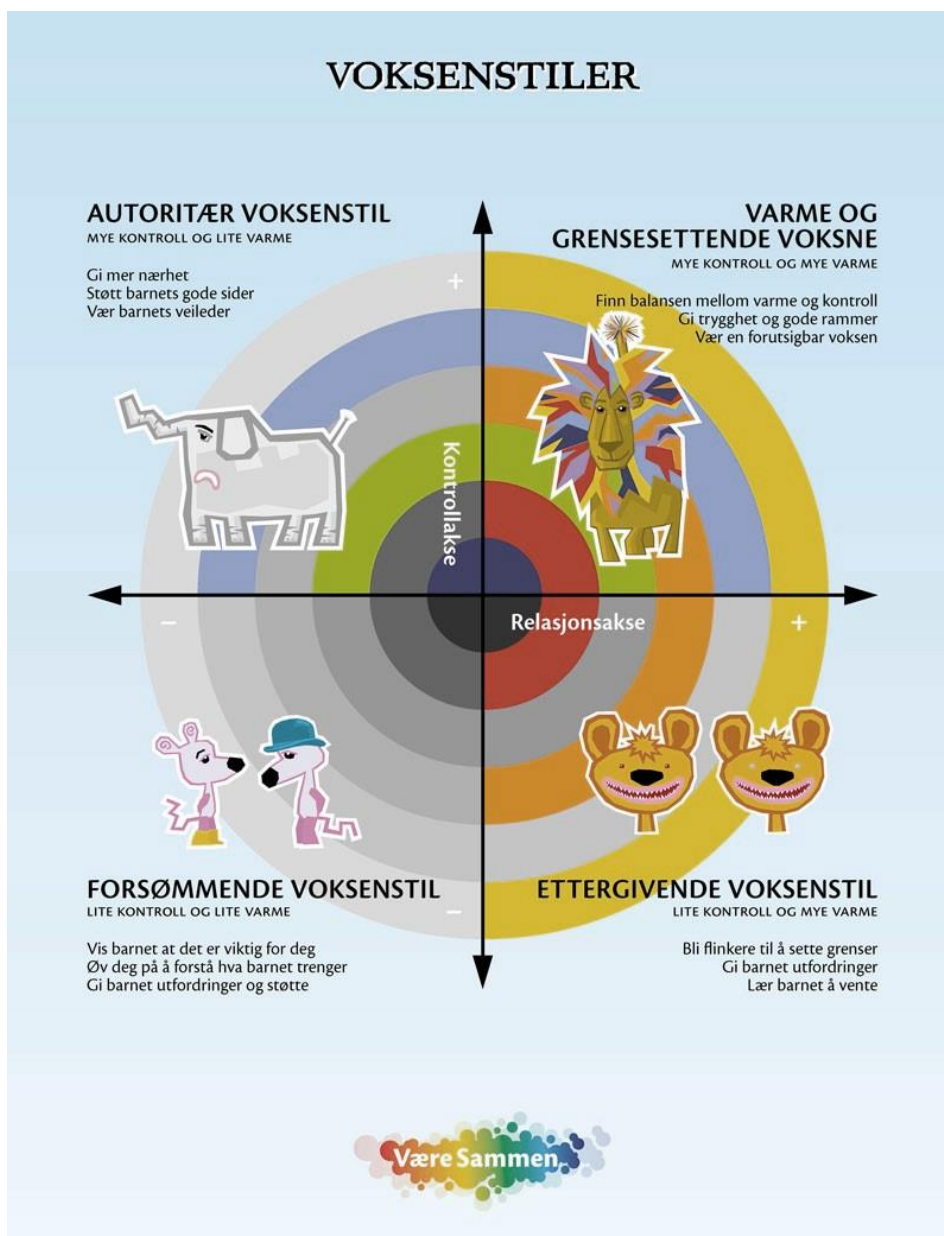 VOKSENSTILER
AUTORITÆR VOKSENSTIL
MYE KONTROLL OG LITE VARME
Gi mer nærhet
Støtt barnets gode sider
Vær barnets veileder
VARME OG
GRENSESETTENDE VOKSNE
MYE KONTROLL OG MYE VARME
Finn balansen mellom varme og kontroll
Gi trygghet og gode rammer
Vær en forutsigbar voksen
+
Kontrollakse
Relasjonsakse
–
+
–
FORSØMMENDE VOKSENSTIL
LITE KONTROLL OG LITE VARME
Vis barnet at det er viktig for deg
Øv deg på å forstå hva barnet trenger
Gi barnet utfordringer og støtte
ETTERGIVENDE VOKSENSTIL
LITE KONTROLL OG MYE VARME
Bli flinkere til å sette grenser
Gi barnet utfordringer
Lær barnet å vente
Være Sammen